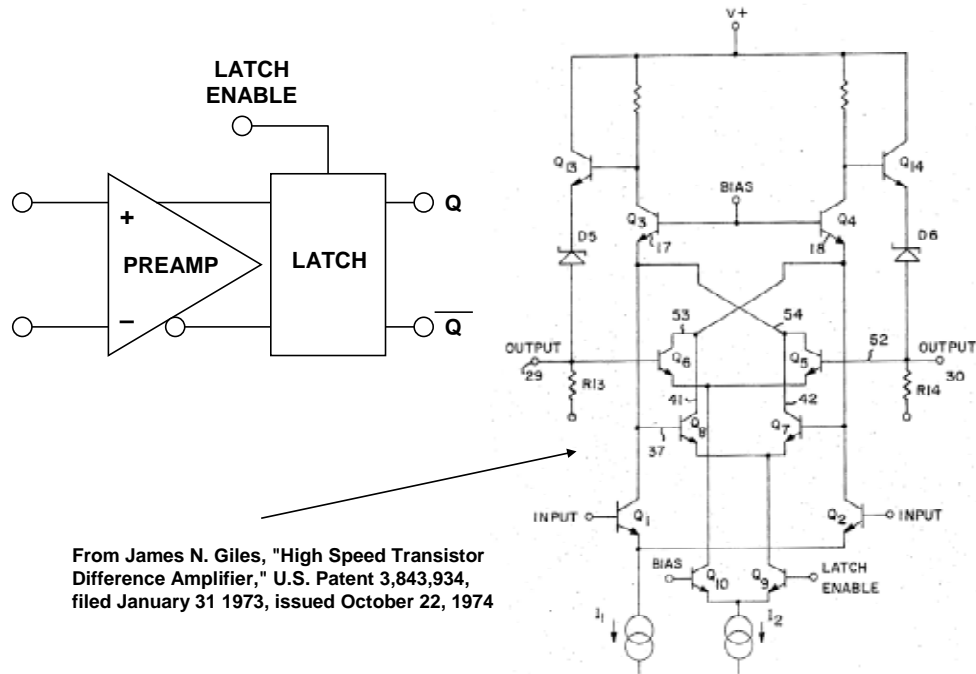 LATCH
ENABLE
+
PREAMP
−
LATCH
Q
Q
From James N. Giles, "High Speed Transistor
Difference Amplifier," U.S. Patent 3,843,934,
filed January 31 1973, issued October 22, 1974
V+
Q13
Q14
BIAS
Q3
Q4
17
18
D5
D6
53
54
OUTPUT
29
Q6
Q5
52
OUTPUT
30
R13
R14
41
42
Q8
Q7
37
INPUT
Q1
Q2
INPUT
BIAS
Q10
Q9
LATCH
ENABLE
I1
I2